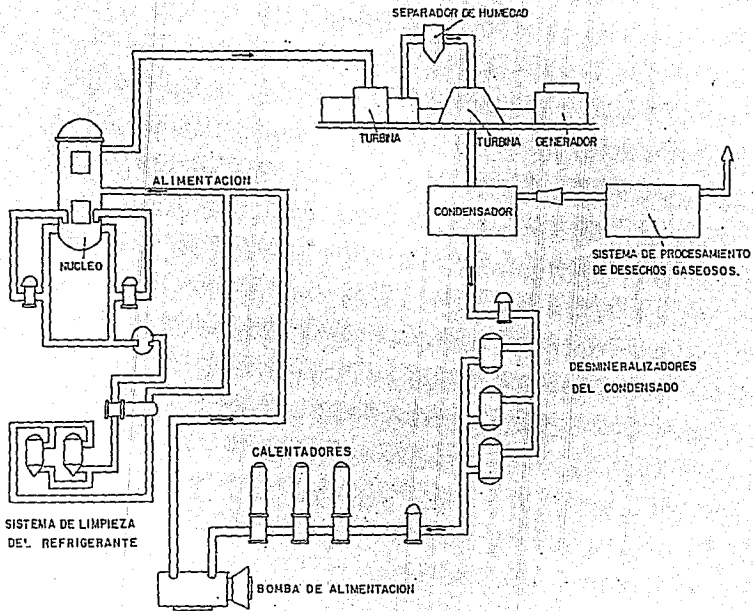 SEPARADOR DE HUMEDAD
TURBINA
TURBINA
GENERADOR
ALIMENTACION
CONDENSADOR
NUCLEO
SISTEMA DE PROCESAMIENTO
DE DESECHOS GASEOSOS.
DESMINERALIZADORES
DEL CONDENSADO
CALENTADORES
SISTEMA DE LIMPIEZA
DEL REFRIGERANTE
BOMBA DE ALIMENTACION